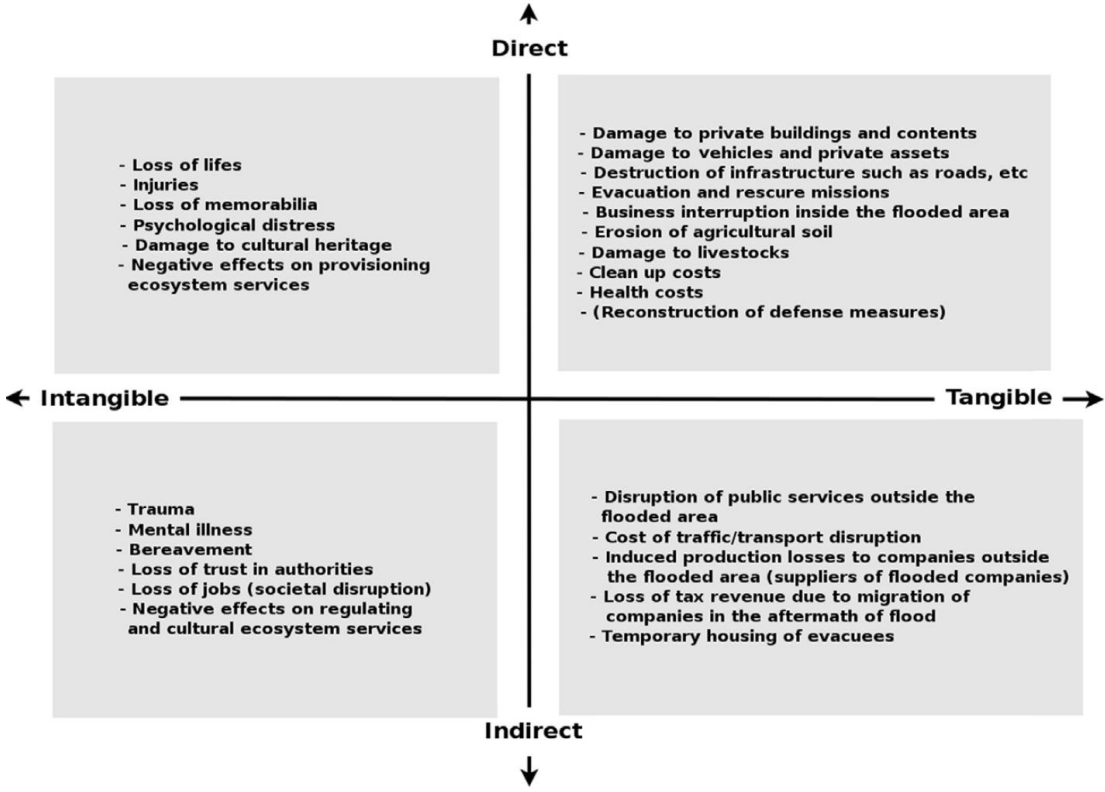 Direct
- Loss of lifes
- Injuries
- Loss of memorabilia
- Psychological distress
- Damage to cultural heritage
- Negative effects on provisioning
ecosystem services
- Damage to private buildings and contents
- Damage to vehicles and private assets
- Destruction of infrastructure such as roads, etc
- Evacuation and rescure missions
- Business interruption inside the flooded area
- Erosion of agricultural soil
- Damage to livestocks
- Clean up costs
- Health costs
- (Reconstruction of defense measures)
Intangible
Tangible
- Trauma
- Mental illness
- Bereavement
- Loss of trust in authorities
- Loss of jobs (societal disruption)
- Negative effects on regulating
and cultural ecosystem services
- Disruption of public services outside the
flooded area
- Cost of traffic/transport disruption
- Induced production losses to companies outside
the flooded area (suppliers of flooded companies)
- Loss of tax revenue due to migration of
companies in the aftermath of flood
- Temporary housing of evacuees
Indirect